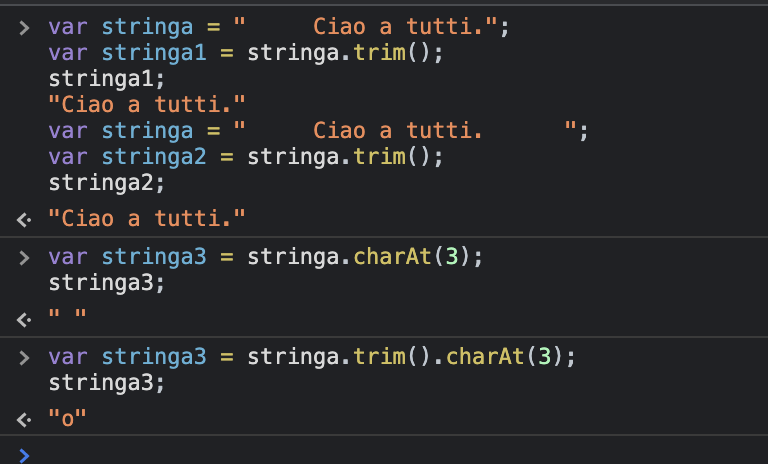 > var stringa = "     Ciao a tutti.";
var stringa1 = stringa.trim();
stringa1;
"Ciao a tutti."
var stringa = "     Ciao a tutti.      ";
var stringa2 = stringa.trim();
stringa2;
<· "Ciao a tutti."
> var stringa3 = stringa.charAt(3);
stringa3;
<· " "
> var stringa3 = stringa.trim().charAt(3);
stringa3;
<· "o"
>